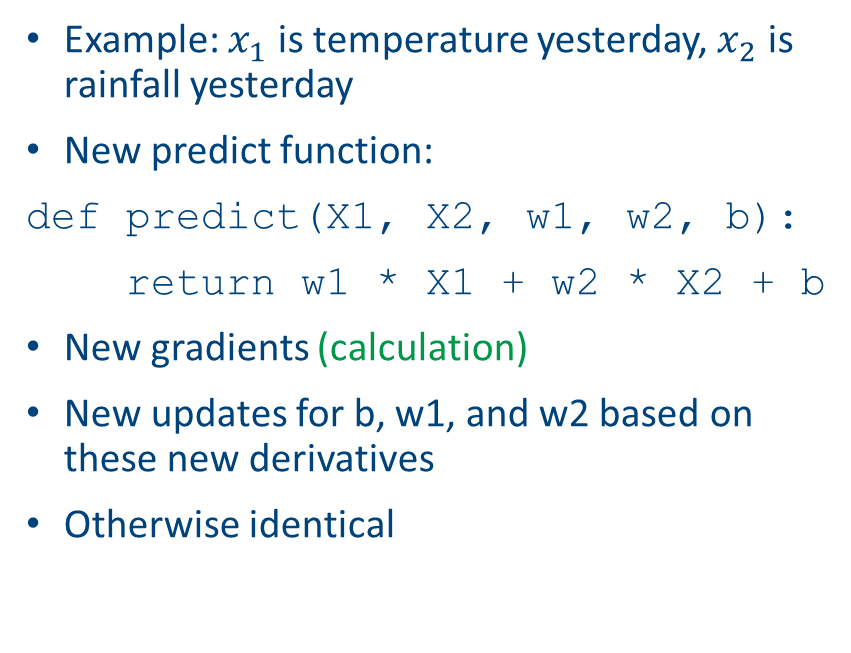 • Example: 𝑥₁ is temperature yesterday, 𝑥₂ is
rainfall yesterday
• New predict function:
def predict(X1, X2, w1, w2, b):
    return w1 * X1 + w2 * X2 + b
• New gradients (calculation)
• New updates for b, w1, and w2 based on
these new derivatives
• Otherwise identical